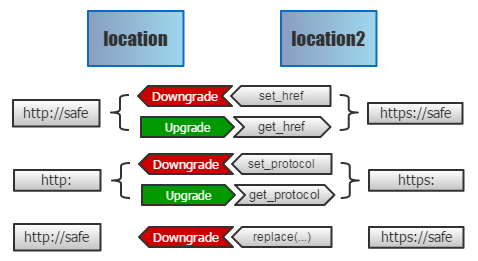 location location2
Downgrade set_href
http://safe https://safe
Upgrade get_href
Downgrade set_protocol
http: https:
Upgrade get_protocol
http://safe Downgrade replace(...) https://safe